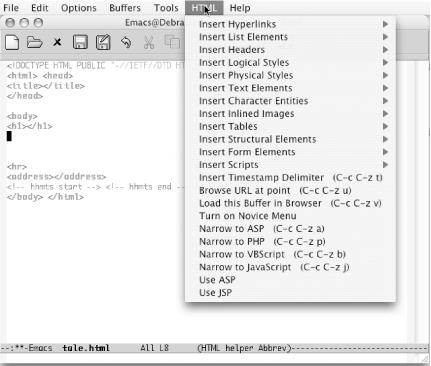 File Edit Options Buffers Tools HTML Help
Emacs@Debra
<!DOCTYPE HTML PUBLIC "-//IETF//DTD HT
<html> <head>
<title></title>
</head>
<body>
<h1></h1>
<hr>
<address></address>
<!-- hhmts start --> <!-- hhmts end --
</body> </html>
Insert Hyperlinks
Insert List Elements
Insert Headers
Insert Logical Styles
Insert Physical Styles
Insert Text Elements
Insert Character Entities
Insert Inlined Images
Insert Tables
Insert Structural Elements
Insert Form Elements
Insert Scripts
Insert Timestamp Delimiter (C-c C-z t)
Browse URL at point (C-c C-z u)
Load this Buffer in Browser (C-c C-z v)
Turn on Novice Menu
Narrow to ASP (C-c C-z a)
Narrow to PHP (C-c C-z p)
Narrow to VBScript (C-c C-z b)
Narrow to JavaScript (C-c C-z j)
Use ASP
Use JSP
--:**-Emacs tale.html All L8 (HTML helper Abbrev)--------------------